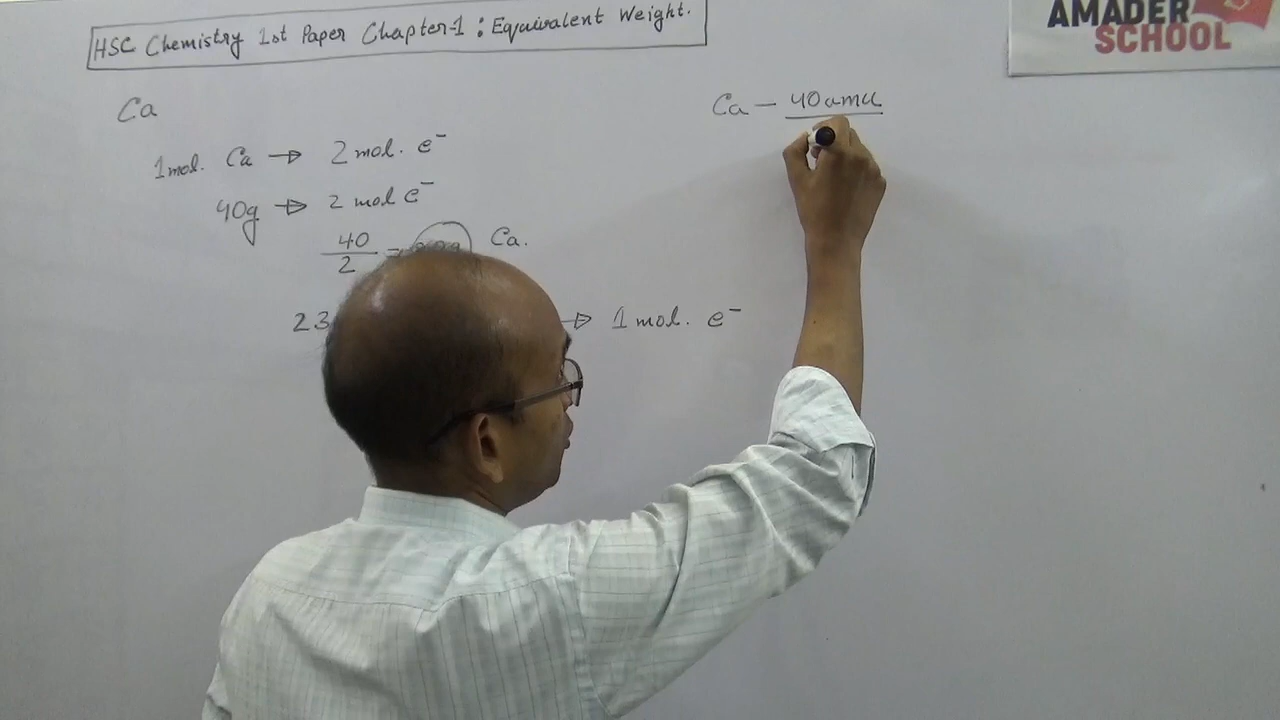 HSC Chemistry 1st Paper Chapter-1 : Equivalent Weight.
AMADER
SCHOOL
Ca
1mol. Ca → 2 mol. e⁻
40g → 2 mol e⁻
40/2 = Ca.
23 → 1 mol. e⁻
Ca — 40amu